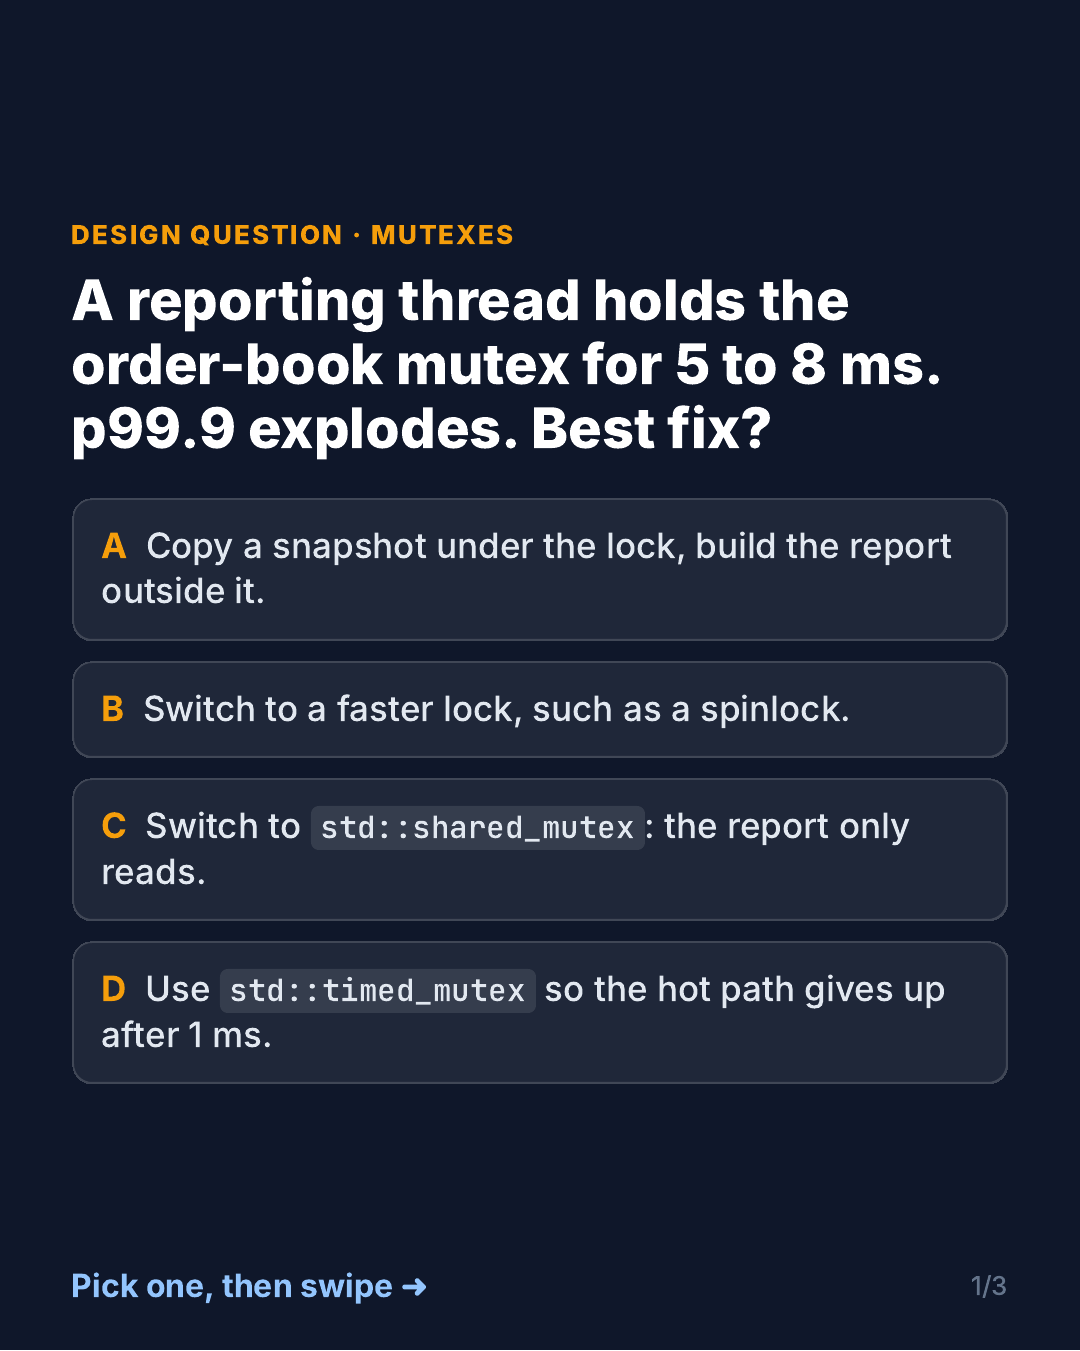 DESIGN QUESTION · MUTEXES
A reporting thread holds the
order-book mutex for 5 to 8 ms.
p99.9 explodes. Best fix?
A Copy a snapshot under the lock, build the report
outside it.
B Switch to a faster lock, such as a spinlock.
C Switch to std::shared_mutex: the report only
reads.
D Use std::timed_mutex so the hot path gives up
after 1 ms.
Pick one, then swipe ➜
1/3